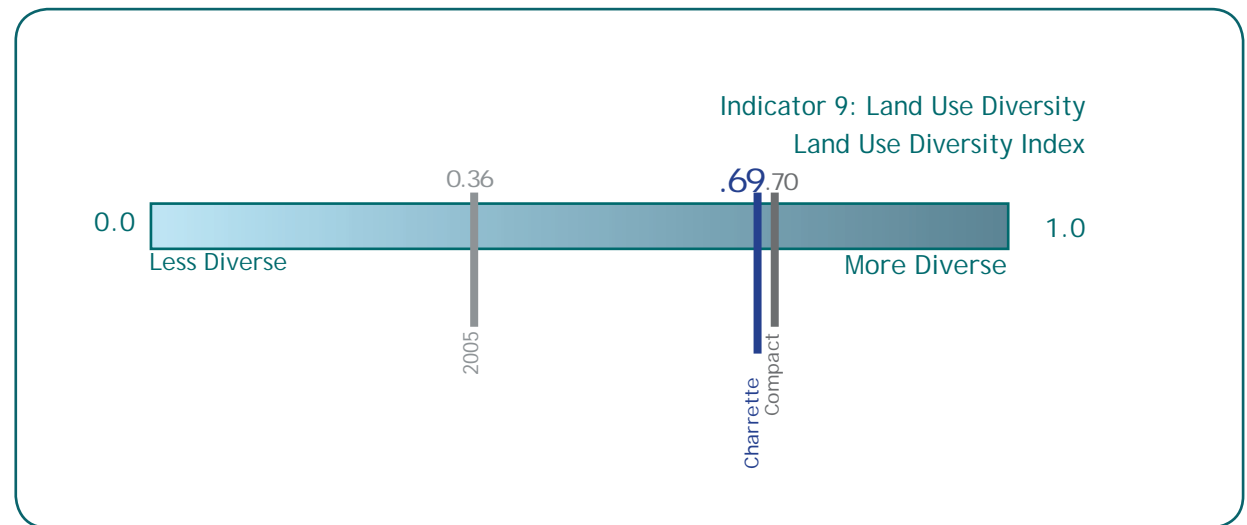 Indicator 9: Land Use Diversity
Land Use Diversity Index
0.36
.69
.70
0.0
1.0
Less Diverse
More Diverse
2005
Charrette
Compact